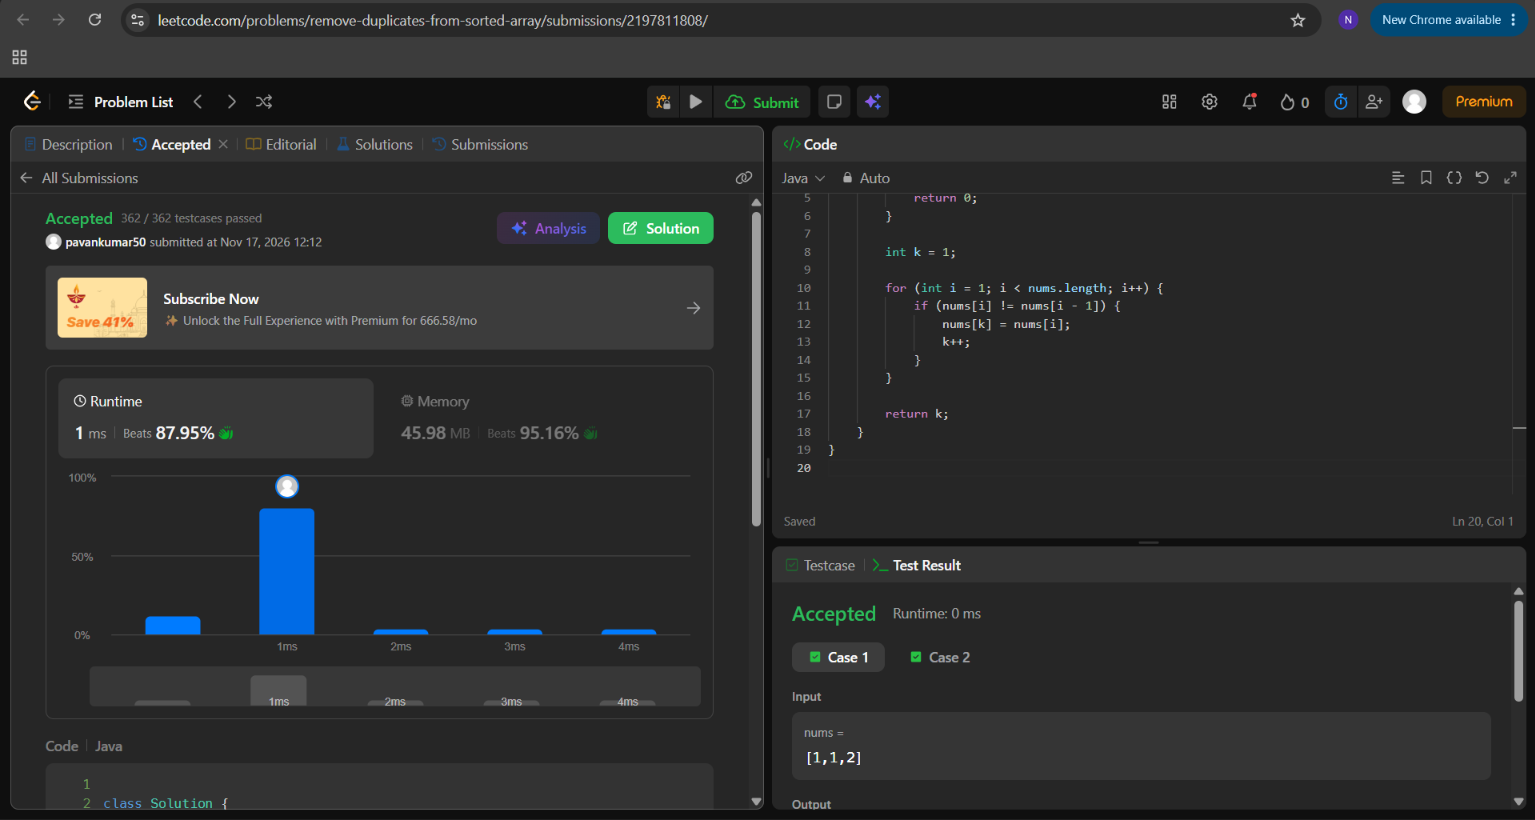 leetcode.com/problems/remove-duplicates-from-sorted-array/submissions/2197811808/
N
New Chrome available
Problem List
Submit
0
Premium
Description
Accepted
Editorial
Solutions
Submissions
All Submissions
Accepted 362 / 362 testcases passed
pavankumar50 submitted at Nov 17, 2026 12:12
Analysis
Solution
Save 41%
Subscribe Now
✨ Unlock the Full Experience with Premium for 666.58/mo
Runtime
1 ms Beats 87.95%
Memory
45.98 MB Beats 95.16%
100%
50%
0%
1ms 2ms 3ms 4ms
1ms 2ms 3ms 4ms
Code Java
1
2 class Solution {
</> Code
Java Auto
5 return 0;
6 }
7
8 int k = 1;
9
10 for (int i = 1; i < nums.length; i++) {
11 if (nums[i] != nums[i - 1]) {
12 nums[k] = nums[i];
13 k++;
14 }
15 }
16
17 return k;
18 }
19 }
20
Saved
Ln 20, Col 1
Testcase
>_ Test Result
Accepted Runtime: 0 ms
Case 1
Case 2
Input
nums =
[1,1,2]
Output